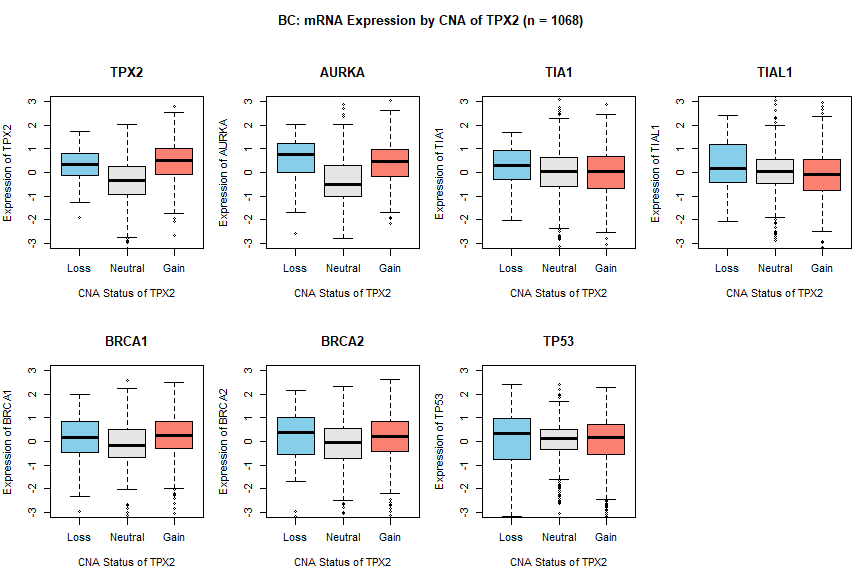 BC: mRNA Expression by CNA of TPX2 (n = 1068)
TPX2
Expression of TPX2
3
2
1
0
-1
-2
-3
Loss Neutral Gain
CNA Status of TPX2
AURKA
Expression of AURKA
3
2
1
0
-1
-2
-3
Loss Neutral Gain
CNA Status of TPX2
TIA1
Expression of TIA1
3
2
1
0
-1
-2
-3
Loss Neutral Gain
CNA Status of TPX2
TIAL1
Expression of TIAL1
3
2
1
0
-1
-2
-3
Loss Neutral Gain
CNA Status of TPX2
BRCA1
Expression of BRCA1
3
2
1
0
-1
-2
-3
Loss Neutral Gain
CNA Status of TPX2
BRCA2
Expression of BRCA2
3
2
1
0
-1
-2
-3
Loss Neutral Gain
CNA Status of TPX2
TP53
Expression of TP53
3
2
1
0
-1
-2
-3
Loss Neutral Gain
CNA Status of TPX2